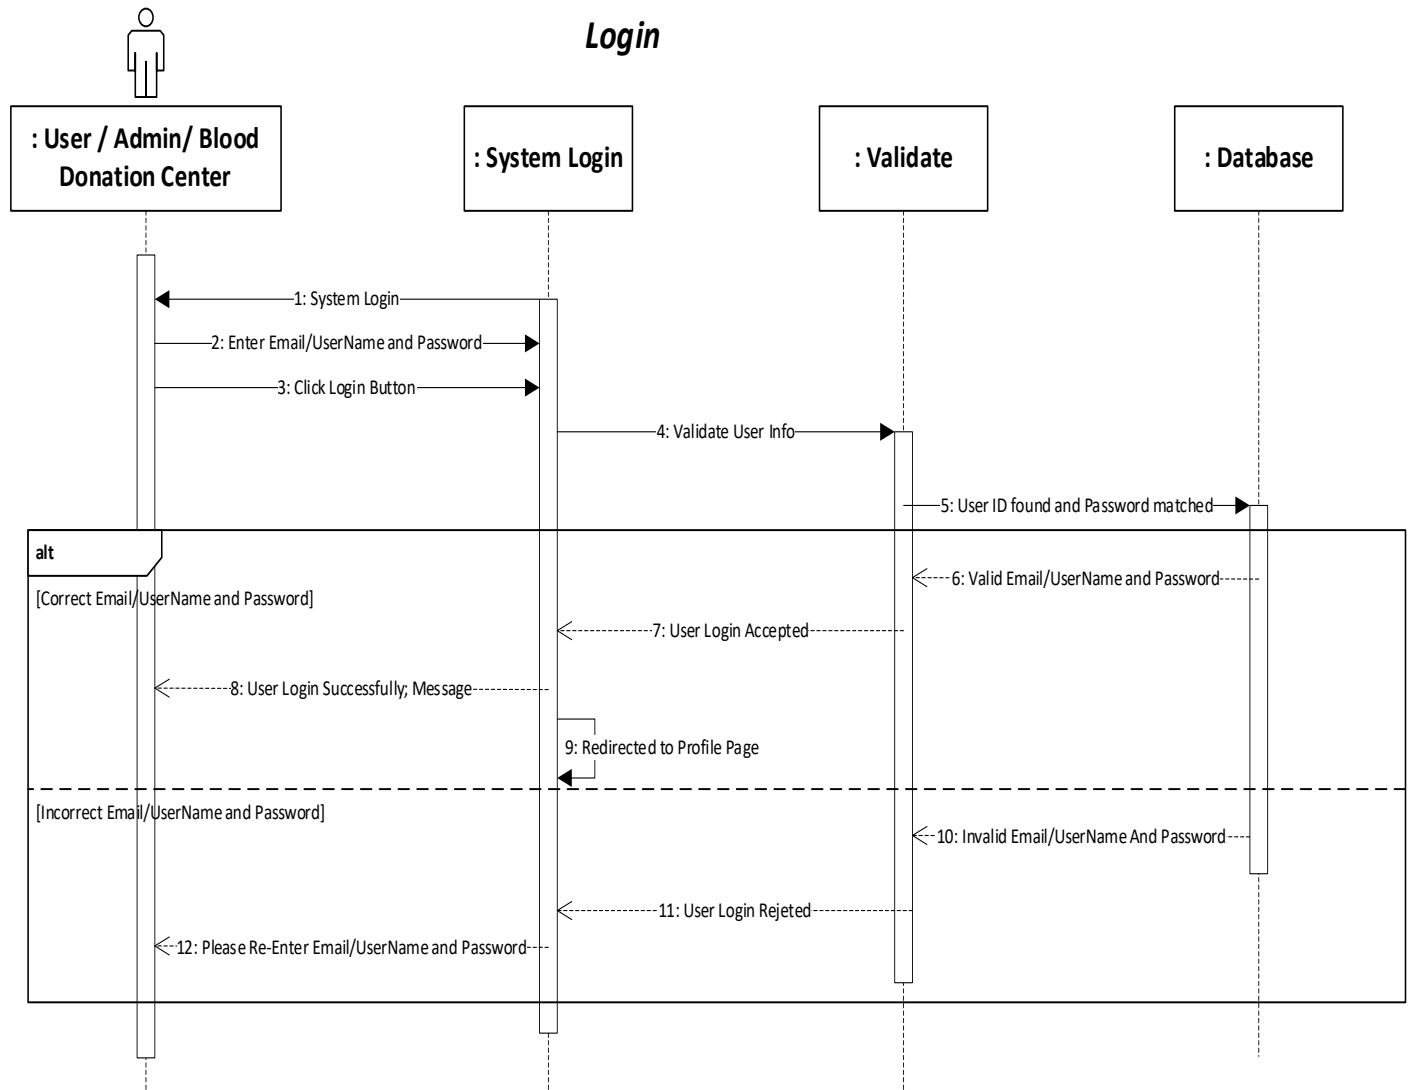 Login
: User / Admin/ Blood
Donation Center
: System Login
: Validate
: Database
1: System Login
2: Enter Email/UserName and Password
3: Click Login Button
4: Validate User Info
5: User ID found and Password matched
alt
6: Valid Email/UserName and Password
[Correct Email/UserName and Password]
7: User Login Accepted
8: User Login Successfully; Message
9: Redirected to Profile Page
[Incorrect Email/UserName and Password]
10: Invalid Email/UserName And Password
11: User Login Rejeted
12: Please Re-Enter Email/UserName and Password